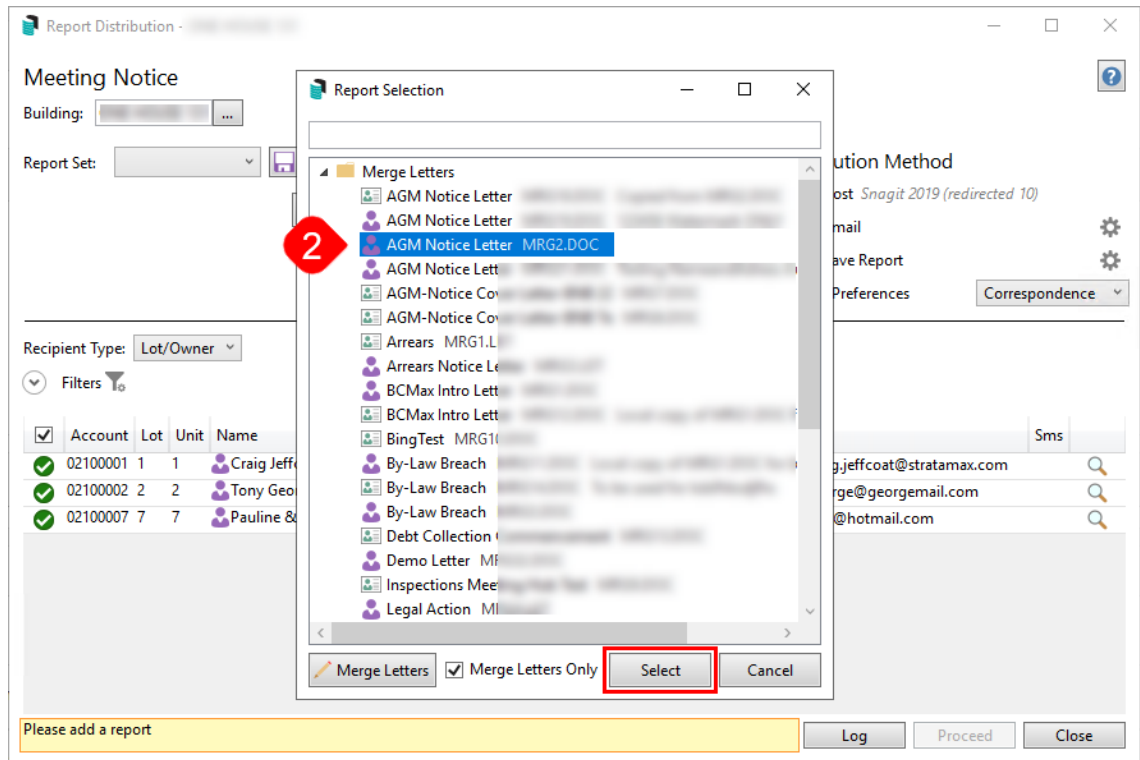 Report Distribution -
Meeting Notice
Building:
...
Report Set:
ution Method
ost Snagit 2019 (redirected 10)
mail
ave Report
Preferences Correspondence
Recipient Type: Lot/Owner
Filters
Account Lot Unit Name Sms
02100001 1 1 Craig Jeffc g.jeffcoat@stratamax.com
02100002 2 2 Tony Geor rge@georgemail.com
02100007 7 7 Pauline & @hotmail.com
Please add a report
Log Proceed Close
Report Selection
Merge Letters
AGM Notice Letter
AGM Notice Letter
2
AGM Notice Letter MRG2.DOC
AGM Notice Lette
AGM-Notice Cov
AGM-Notice Cov
Arrears MRG1.L
Arrears Notice Le
BCMax Intro Lett
BCMax Intro Lett
BingTest MRG10
By-Law Breach
By-Law Breach
By-Law Breach
Debt Collection
Demo Letter
Inspections Mee
Legal Action
Merge Letters Merge Letters Only Select Cancel